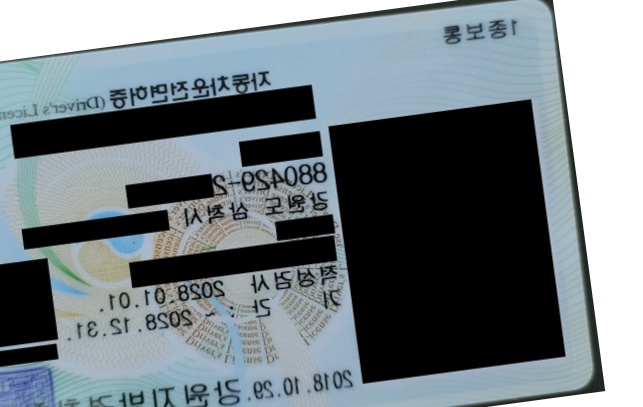 1종보통
자동차운전면허증 (Driver's Licen
880429-2
강원도 삼척시
적성검사 2028.01.01.
기 간 : ~ 2028.12.31.
2018.10.29. 강원지방경찰